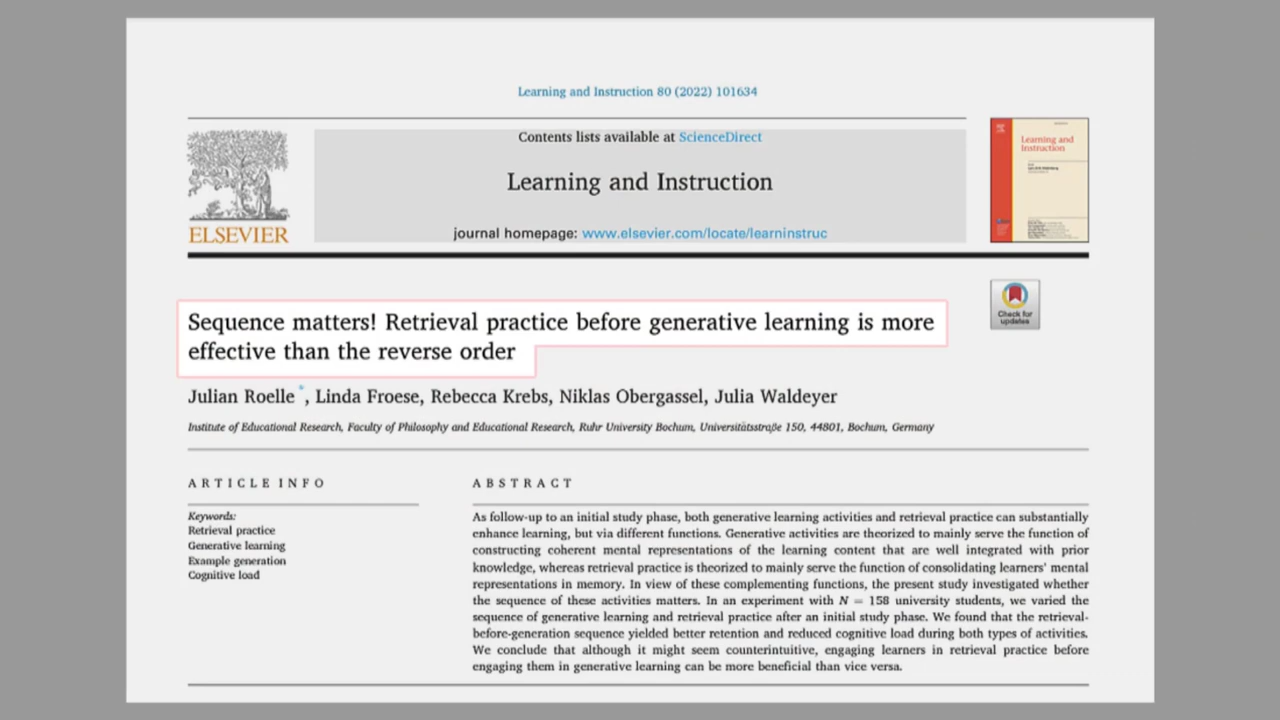 Learning and Instruction 80 (2022) 101634
Contents lists available at ScienceDirect
Learning and Instruction
journal homepage: www.elsevier.com/locate/learninstruc
ELSEVIER
Learning and
Instruction
Check for
updates
Sequence matters! Retrieval practice before generative learning is more
effective than the reverse order
Julian Roelle *, Linda Froese, Rebecca Krebs, Niklas Obergassel, Julia Waldeyer
Institute of Educational Research, Faculty of Philosophy and Educational Research, Ruhr University Bochum, Universitätsstraße 150, 44801, Bochum, Germany
ARTICLE INFO
Keywords:
Retrieval practice
Generative learning
Example generation
Cognitive load
ABSTRACT
As follow-up to an initial study phase, both generative learning activities and retrieval practice can substantially
enhance learning, but via different functions. Generative activities are theorized to mainly serve the function of
constructing coherent mental representations of the learning content that are well integrated with prior
knowledge, whereas retrieval practice is theorized to mainly serve the function of consolidating learners' mental
representations in memory. In view of these complementing functions, the present study investigated whether
the sequence of these activities matters. In an experiment with N = 158 university students, we varied the
sequence of generative learning and retrieval practice after an initial study phase. We found that the retrieval-
before-generation sequence yielded better retention and reduced cognitive load during both types of activities.
We conclude that although it might seem counterintuitive, engaging learners in retrieval practice before
engaging them in generative learning can be more beneficial than vice versa.